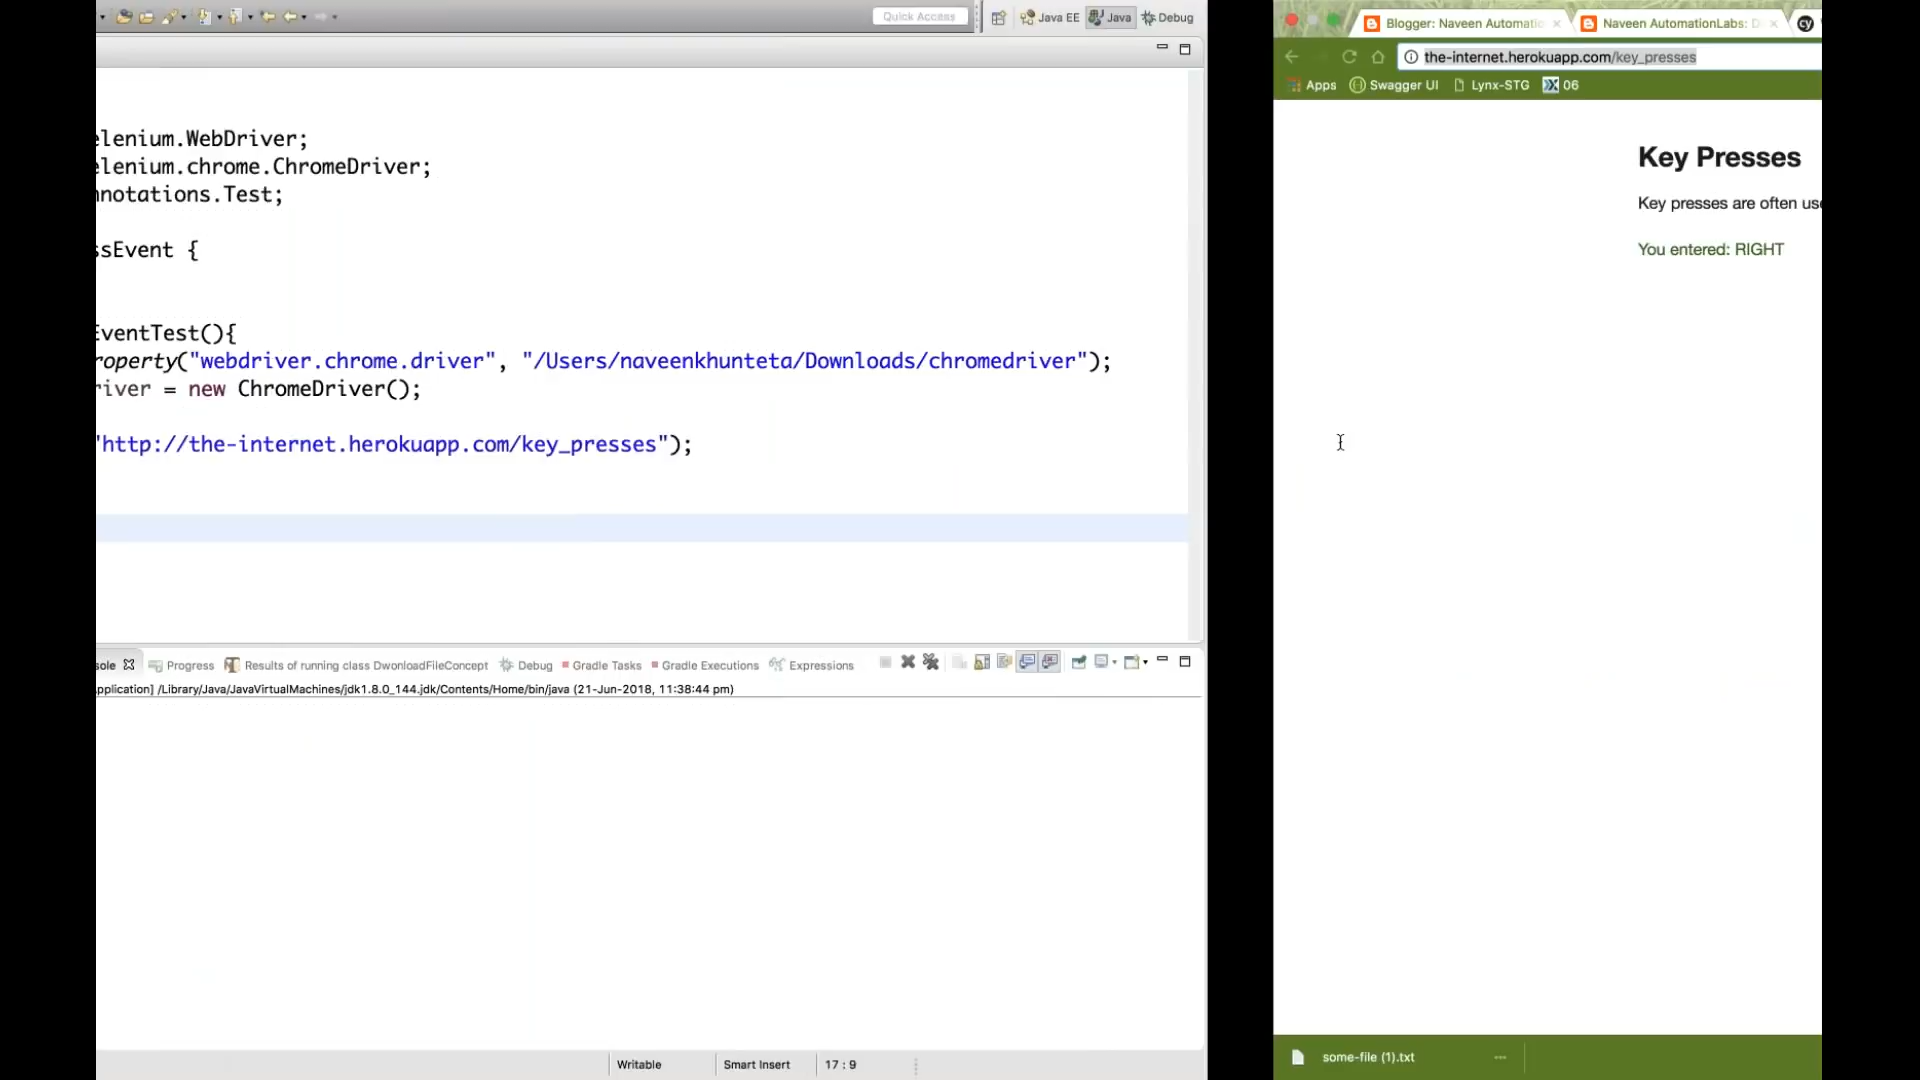 Quick Access
Java EE
Java
Debug
elenium.WebDriver;
elenium.chrome.ChromeDriver;
nnotations.Test;
ssEvent {
EventTest(){
roperty("webdriver.chrome.driver", "/Users/naveenkhunteta/Downloads/chromedriver");
river = new ChromeDriver();
"http://the-internet.herokuapp.com/key_presses");
sole
Progress
Results of running class DwonloadFileConcept
Debug
Gradle Tasks
Gradle Executions
Expressions
pplication] /Library/Java/JavaVirtualMachines/jdk1.8.0_144.jdk/Contents/Home/bin/java (21-Jun-2018, 11:38:44 pm)
Writable
Smart Insert
17 : 9
Blogger: Naveen Automatio
Naveen AutomationLabs: D
cy
the-internet.herokuapp.com/key_presses
Apps
Swagger UI
Lynx-STG
06
Key Presses
Key presses are often use
You entered: RIGHT
some-file (1).txt